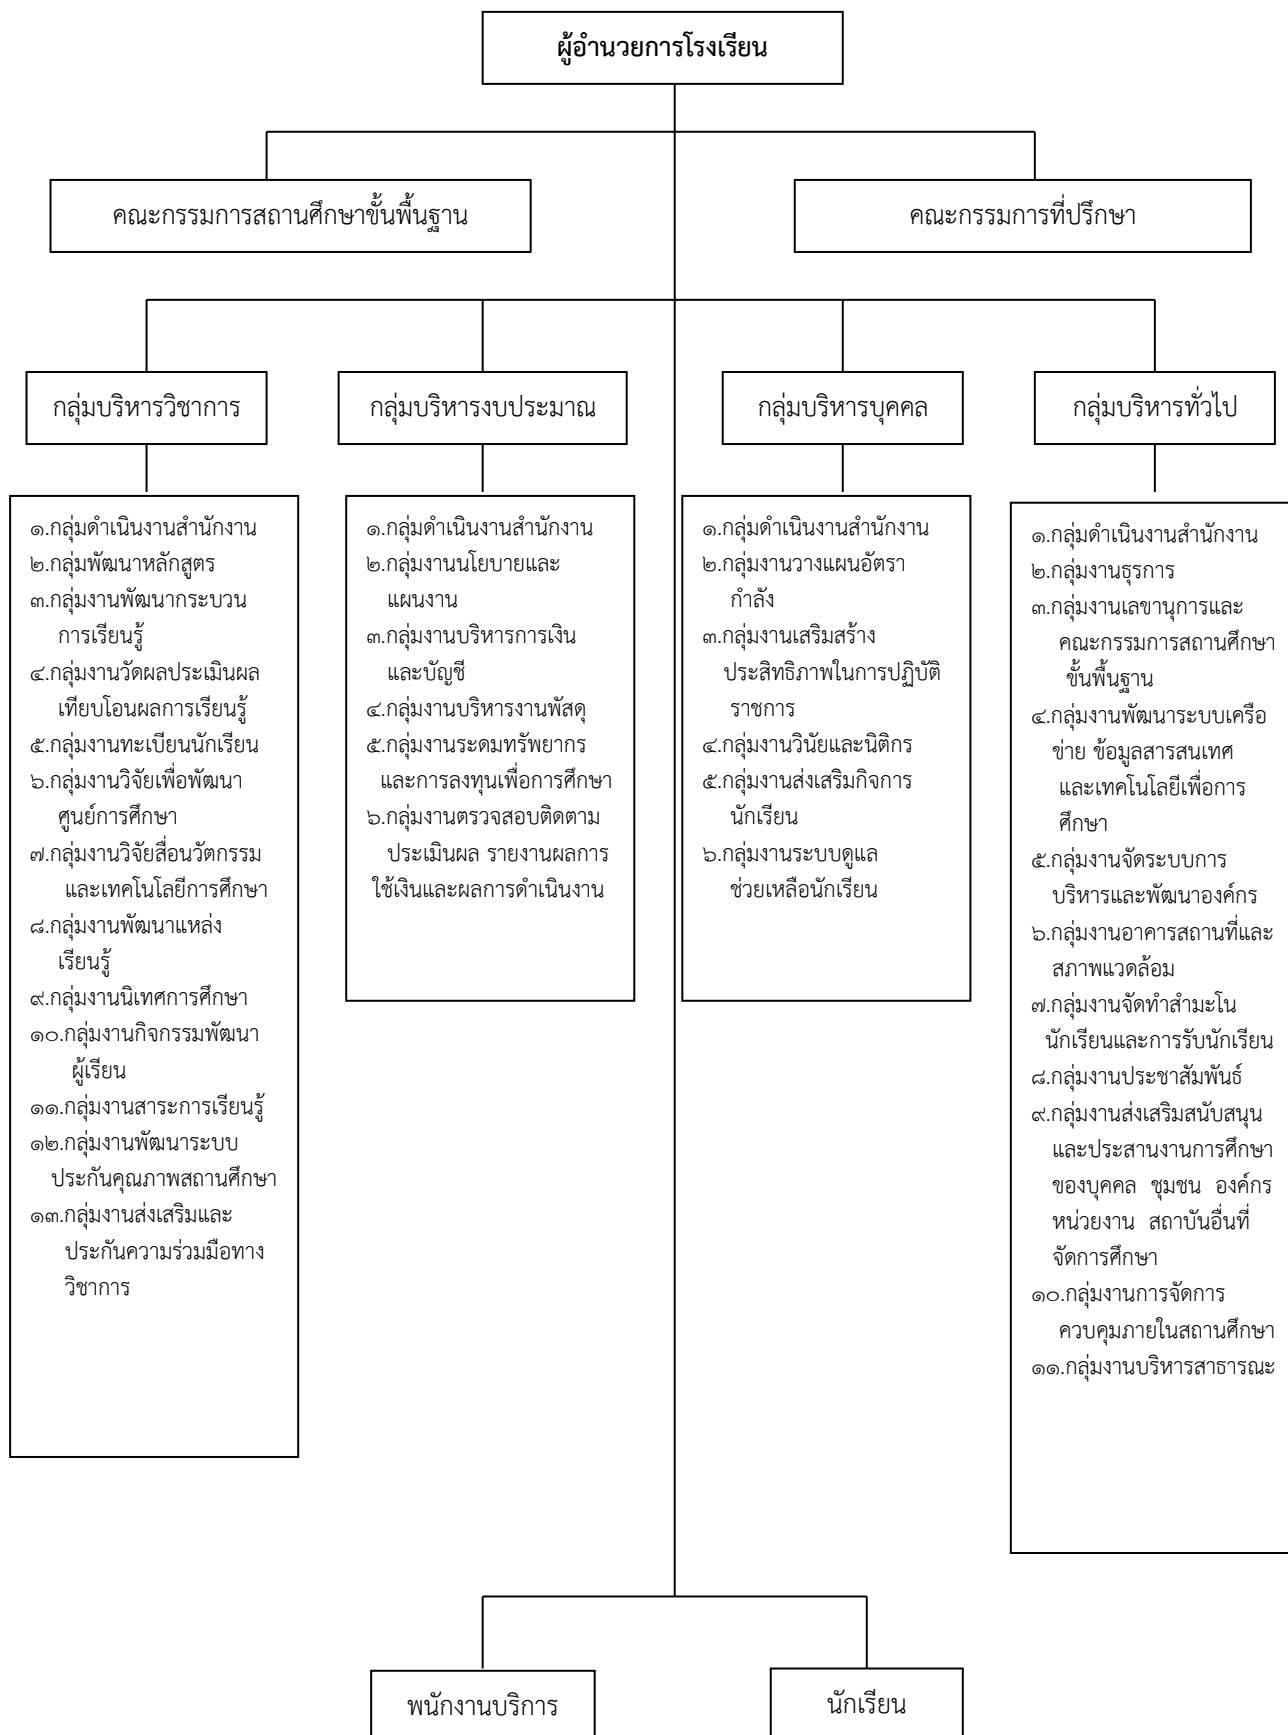 ผู้อำนวยการโรงเรียน
คณะกรรมการสถานศึกษาขั้นพื้นฐาน
คณะกรรมการที่ปรึกษา
กลุ่มบริหารวิชาการ
กลุ่มบริหารงบประมาณ
กลุ่มบริหารบุคคล
กลุ่มบริหารทั่วไป
๑.กลุ่มดำเนินงานสำนักงาน
๒.กลุ่มพัฒนาหลักสูตร
๓.กลุ่มงานพัฒนากระบวน
การเรียนรู้
๔.กลุ่มงานวัดผลประเมินผล
เทียบโอนผลการเรียนรู้
๕.กลุ่มงานทะเบียนนักเรียน
๖.กลุ่มงานวิจัยเพื่อพัฒนา
ศูนย์การศึกษา
๗.กลุ่มงานวิจัยสื่อนวัตกรรม
และเทคโนโลยีการศึกษา
๘.กลุ่มงานพัฒนาแหล่ง
เรียนรู้
๙.กลุ่มงานนิเทศการศึกษา
๑๐.กลุ่มงานกิจกรรมพัฒนา
ผู้เรียน
๑๑.กลุ่มงานสาระการเรียนรู้
๑๒.กลุ่มงานพัฒนาระบบ
ประกันคุณภาพสถานศึกษา
๑๓.กลุ่มงานส่งเสริมและ
ประกันความร่วมมือทาง
วิชาการ
๑.กลุ่มดำเนินงานสำนักงาน
๒.กลุ่มงานนโยบายและ
แผนงาน
๓.กลุ่มงานบริหารการเงิน
และบัญชี
๔.กลุ่มงานบริหารงานพัสดุ
๕.กลุ่มงานระดมทรัพยากร
และการลงทุนเพื่อการศึกษา
๖.กลุ่มงานตรวจสอบติดตาม
ประเมินผล รายงานผลการ
ใช้เงินและผลการดำเนินงาน
๑.กลุ่มดำเนินงานสำนักงาน
๒.กลุ่มงานวางแผนอัตรา
กำลัง
๓.กลุ่มงานเสริมสร้าง
ประสิทธิภาพในการปฏิบัติ
ราชการ
๔.กลุ่มงานวินัยและนิติกร
๕.กลุ่มงานส่งเสริมกิจการ
นักเรียน
๖.กลุ่มงานระบบดูแล
ช่วยเหลือนักเรียน
๑.กลุ่มดำเนินงานสำนักงาน
๒.กลุ่มงานธุรการ
๓.กลุ่มงานเลขานุการและ
คณะกรรมการสถานศึกษา
ขั้นพื้นฐาน
๔.กลุ่มงานพัฒนาระบบเครือ
ข่าย ข้อมูลสารสนเทศ
และเทคโนโลยีเพื่อการ
ศึกษา
๕.กลุ่มงานจัดระบบการ
บริหารและพัฒนาองค์กร
๖.กลุ่มงานอาคารสถานที่และ
สภาพแวดล้อม
๗.กลุ่มงานจัดทำสำมะโน
นักเรียนและการรับนักเรียน
๘.กลุ่มงานประชาสัมพันธ์
๙.กลุ่มงานส่งเสริมสนับสนุน
และประสานงานการศึกษา
ของบุคคล ชุมชน องค์กร
หน่วยงาน สถาบันอื่นที่
จัดการศึกษา
๑๐.กลุ่มงานการจัดการ
ควบคุมภายในสถานศึกษา
๑๑.กลุ่มงานบริหารสาธารณะ
พนักงานบริการ
นักเรียน